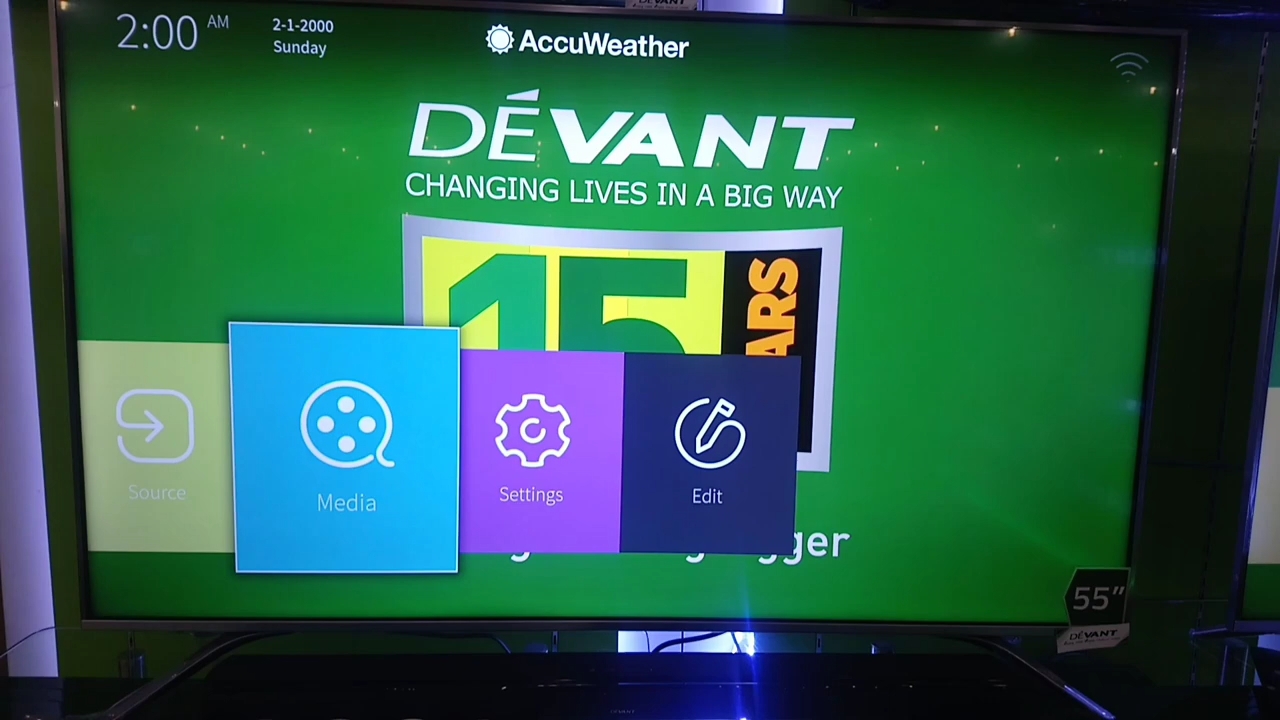 2:00 AM
2-1-2000
Sunday
AccuWeather
DÉVANT
CHANGING LIVES IN A BIG WAY
15
ARS
Source
Media
Settings
Edit
gger
55"
DÉVANT